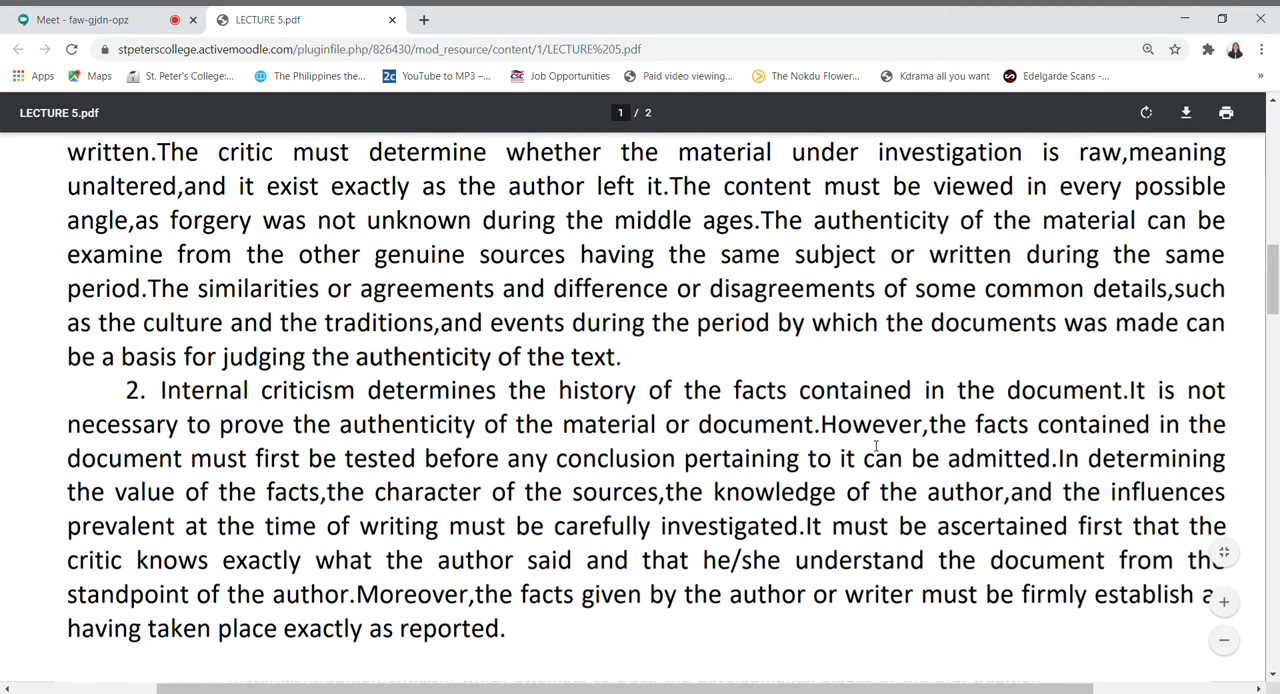 Meet - faw-gjdn-opz
LECTURE 5.pdf
stpeterscollege.activemoodle.com/pluginfile.php/826430/mod_resource/content/1/LECTURE%205.pdf
Apps Maps St. Peter's College:... The Philippines the... YouTube to MP3 –... Job Opportunities Paid video viewing... The Nokdu Flower... Kdrama all you want Edelgarde Scans -... »
LECTURE 5.pdf 1 / 2
written.The critic must determine whether the material under investigation is raw,meaning
unaltered,and it exist exactly as the author left it.The content must be viewed in every possible
angle,as forgery was not unknown during the middle ages.The authenticity of the material can be
examine from the other genuine sources having the same subject or written during the same
period.The similarities or agreements and difference or disagreements of some common details,such
as the culture and the traditions,and events during the period by which the documents was made can
be a basis for judging the authenticity of the text.
2. Internal criticism determines the history of the facts contained in the document.It is not
necessary to prove the authenticity of the material or document.However,the facts contained in the
document must first be tested before any conclusion pertaining to it can be admitted.In determining
the value of the facts,the character of the sources,the knowledge of the author,and the influences
prevalent at the time of writing must be carefully investigated.It must be ascertained first that the
critic knows exactly what the author said and that he/she understand the document from the
standpoint of the author.Moreover,the facts given by the author or writer must be firmly establish
having taken place exactly as reported.